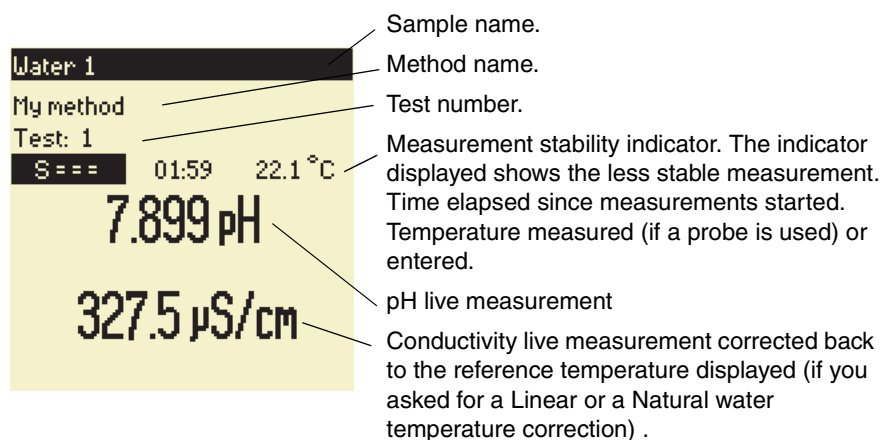 Sample name.
Water 1
Method name.
My method
Test number.
Test: 1
Measurement stability indicator. The indicator
displayed shows the less stable measurement.
S = = = 01:59 22.1 °C
Time elapsed since measurements started.
Temperature measured (if a probe is used) or
entered.
7.899 pH
pH live measurement
327.5 µS/cm
Conductivity live measurement corrected back
to the reference temperature displayed (if you
asked for a Linear or a Natural water
temperature correction) .